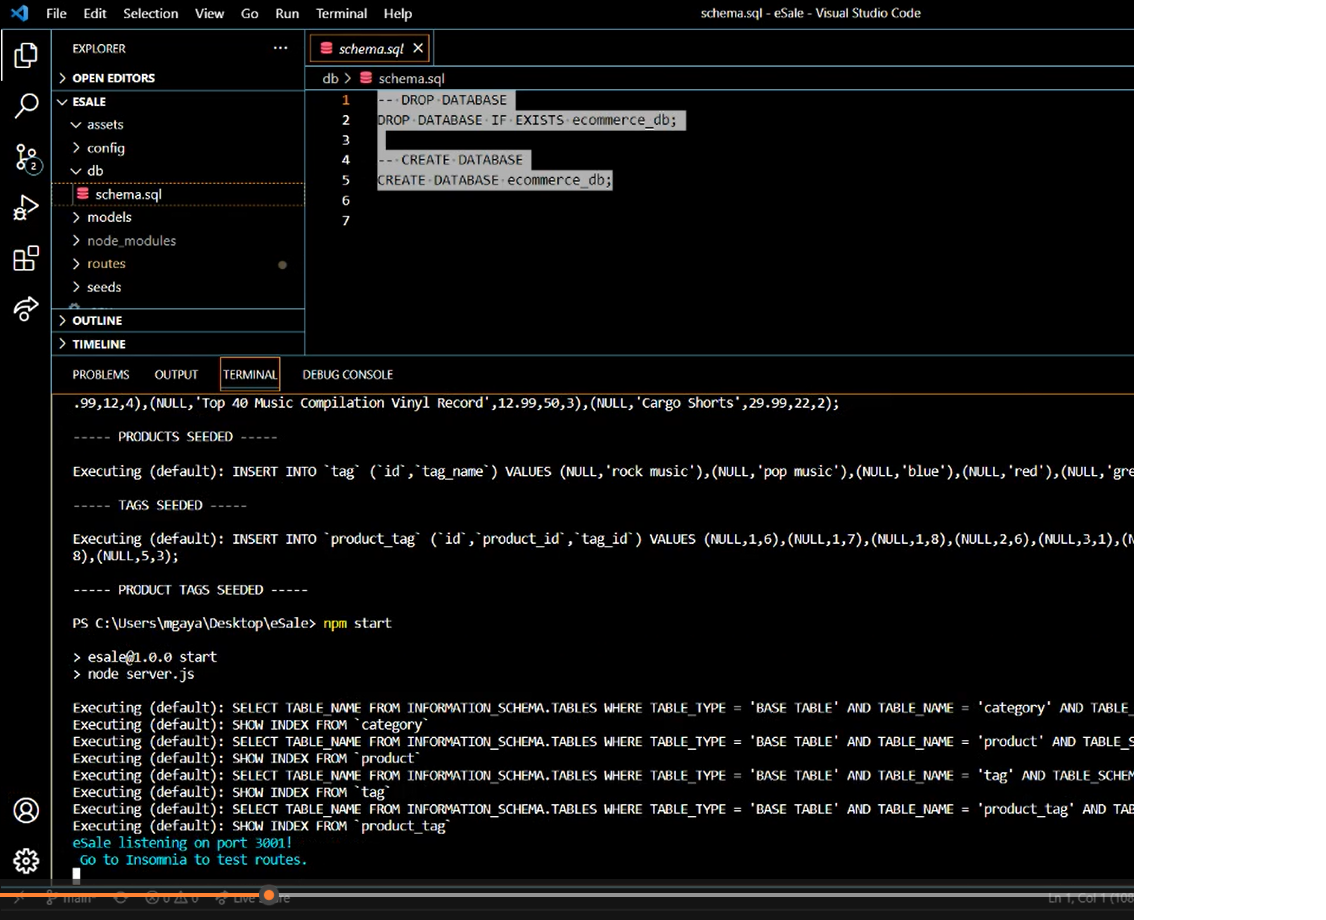 File Edit Selection View Go Run Terminal Help
schema.sql - eSale - Visual Studio Code
EXPLORER
OPEN EDITORS
ESALE
assets
config
db
schema.sql
models
node_modules
routes
seeds
OUTLINE
TIMELINE
2
schema.sql
db > schema.sql
1 -- DROP DATABASE
2 DROP DATABASE IF EXISTS ecommerce_db;
3
4 -- CREATE DATABASE
5 CREATE DATABASE ecommerce_db;
6
7
PROBLEMS OUTPUT TERMINAL DEBUG CONSOLE
.99,12,4),(NULL,'Top 40 Music Compilation Vinyl Record',12.99,50,3),(NULL,'Cargo Shorts',29.99,22,2);
----- PRODUCTS SEEDED -----
Executing (default): INSERT INTO `tag` (`id`,`tag_name`) VALUES (NULL,'rock music'),(NULL,'pop music'),(NULL,'blue'),(NULL,'red'),(NULL,'gre
----- TAGS SEEDED -----
Executing (default): INSERT INTO `product_tag` (`id`,`product_id`,`tag_id`) VALUES (NULL,1,6),(NULL,1,7),(NULL,1,8),(NULL,2,6),(NULL,3,1),(N
8),(NULL,5,3);
----- PRODUCT TAGS SEEDED -----
PS C:\Users\mgaya\Desktop\eSale> npm start
> esale@1.0.0 start
> node server.js
Executing (default): SELECT TABLE_NAME FROM INFORMATION_SCHEMA.TABLES WHERE TABLE_TYPE = 'BASE TABLE' AND TABLE_NAME = 'category' AND TABLE_
Executing (default): SHOW INDEX FROM `category`
Executing (default): SELECT TABLE_NAME FROM INFORMATION_SCHEMA.TABLES WHERE TABLE_TYPE = 'BASE TABLE' AND TABLE_NAME = 'product' AND TABLE_S
Executing (default): SHOW INDEX FROM `product`
Executing (default): SELECT TABLE_NAME FROM INFORMATION_SCHEMA.TABLES WHERE TABLE_TYPE = 'BASE TABLE' AND TABLE_NAME = 'tag' AND TABLE_SCHEM
Executing (default): SHOW INDEX FROM `tag`
Executing (default): SELECT TABLE_NAME FROM INFORMATION_SCHEMA.TABLES WHERE TABLE_TYPE = 'BASE TABLE' AND TABLE_NAME = 'product_tag' AND TAB
Executing (default): SHOW INDEX FROM `product_tag`
eSale listening on port 3001!
Go to Insomnia to test routes.
main* 0 0 Live
Ln 1, Col 1 (108